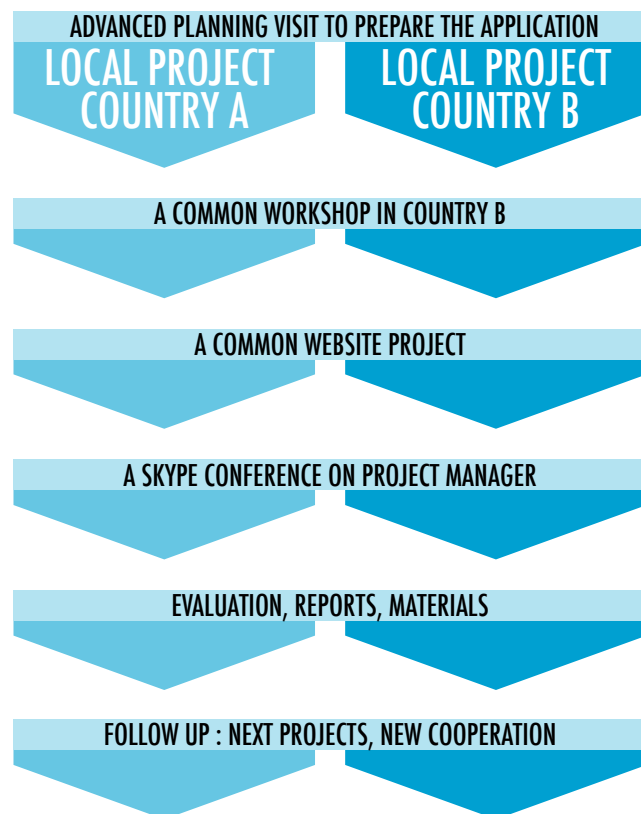 ADVANCED PLANNING VISIT TO PREPARE THE APPLICATION
LOCAL PROJECT
COUNTRY A
LOCAL PROJECT
COUNTRY B
A COMMON WORKSHOP IN COUNTRY B
A COMMON WEBSITE PROJECT
A SKYPE CONFERENCE ON PROJECT MANAGER
EVALUATION, REPORTS, MATERIALS
FOLLOW UP : NEXT PROJECTS, NEW COOPERATION